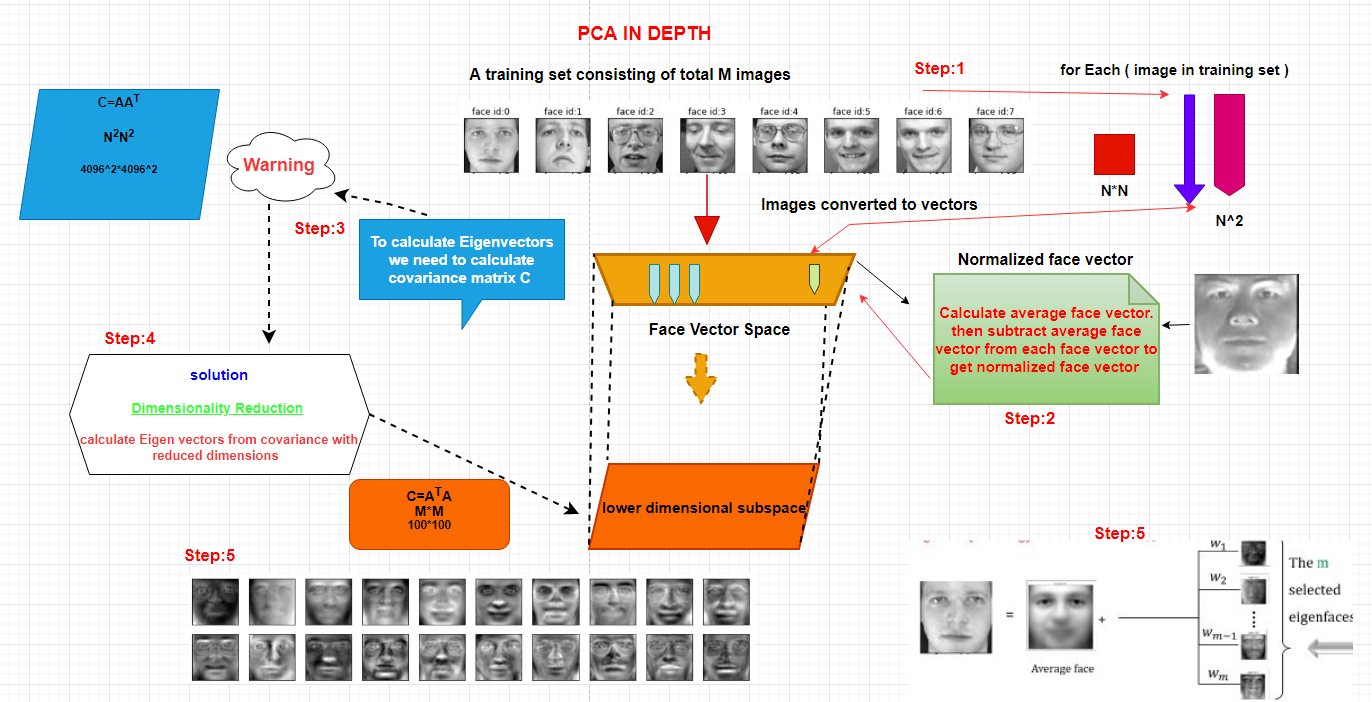 PCA IN DEPTH
A training set consisting of total M images
Step:1
for Each ( image in training set )
face id:0
face id:1
face id:2
face id:3
face id:4
face id:5
face id:6
face id:7
C=AAᵀ
N²N²
4096^2*4096^2
Warning
N*N
N^2
Images converted to vectors
Step:3
To calculate Eigenvectors
we need to calculate
covariance matrix C
Normalized face vector
Calculate average face vector.
then subtract average face
vector from each face vector to
get normalized face vector
Step:2
Face Vector Space
Step:4
solution
Dimensionality Reduction
calculate Eigen vectors from covariance with
reduced dimensions
C=AᵀA
M*M
100*100
lower dimensional subspace
Step:5
Step:5
=
Average face
+
w₁
w₂
wₘ₋₁
wₘ
The m
selected
eigenfaces